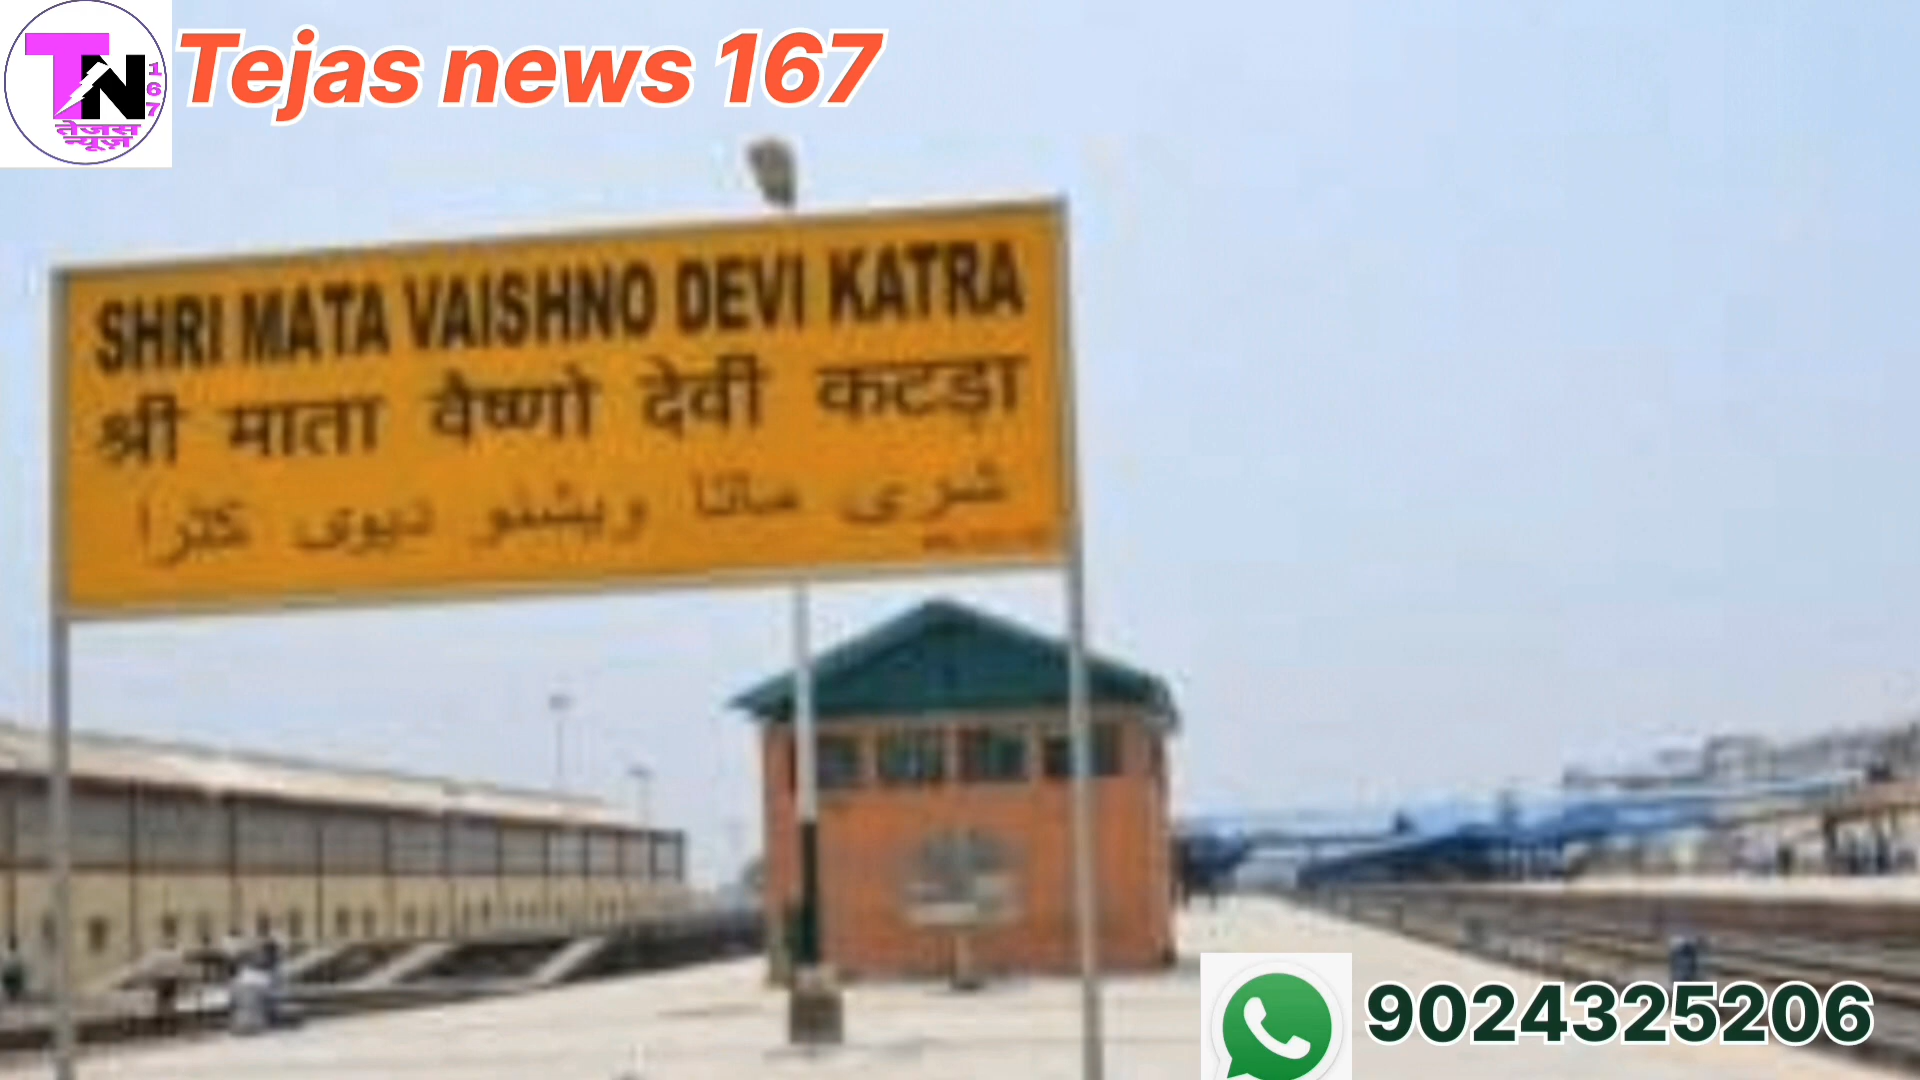 TN
167
तेजस
न्यूज़
Tejas news 167
SHRI MATA VAISHNO DEVI KATRA
श्री माता वैष्णो देवी कटड़ा
شری ماتا ویشنو دیوی کٹرا
9024325206